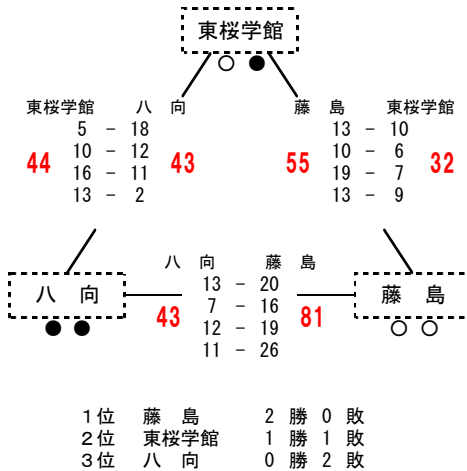 東桜学館
○ ●
東桜学館 八 向
5 - 18
10 - 12
16 - 11
13 - 2
44 43
藤 島 東桜学館
13 - 10
10 - 6
19 - 7
13 - 9
55 32
八 向
● ●
八 向 藤 島
13 - 20
7 - 16
12 - 19
11 - 26
43 81
藤 島
○ ○
1位 藤 島 2 勝 0 敗
2位 東桜学館 1 勝 1 敗
3位 八 向 0 勝 2 敗